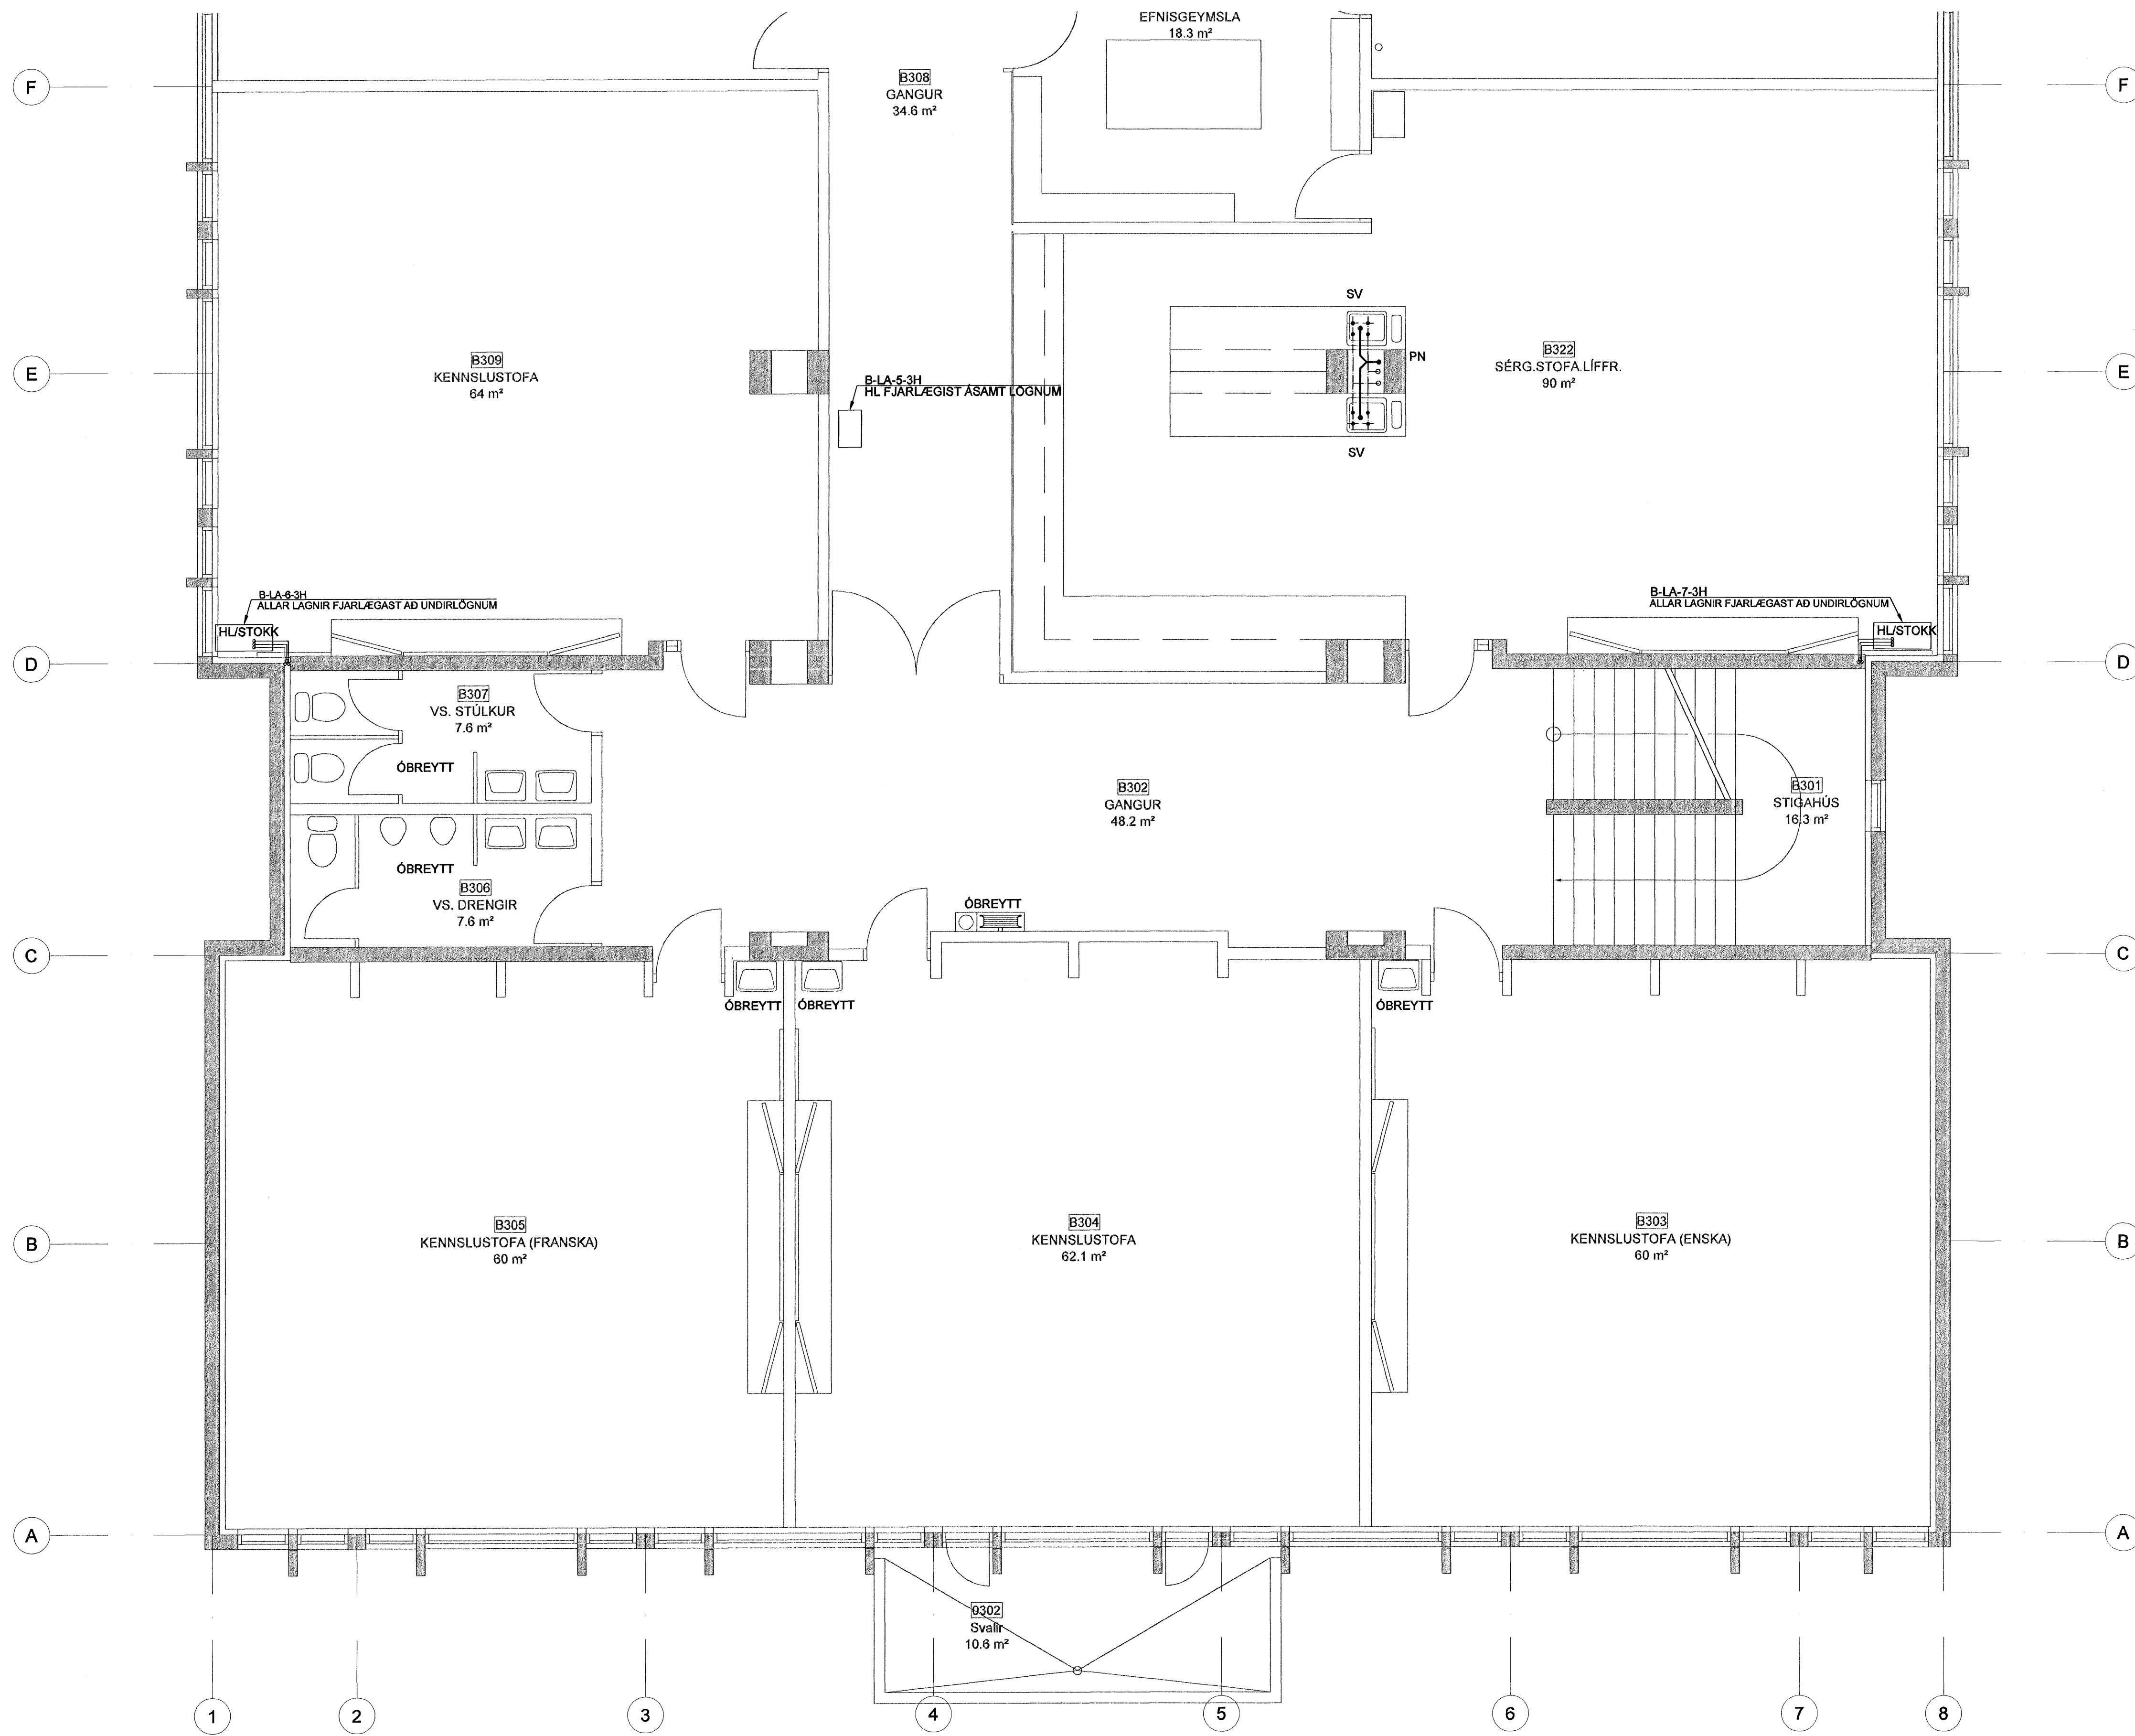 EFNISGEYMSLA
18.3 m²
F
B308
GANGUR
34.6 m²
F
SV
E
B309
KENNSLUSTOFA
64 m²
B-LA-5-3H
HL FJARLÆGIST ÁSAMT LÖGNUM
PN
B322
SÉRG.STOFA.LÍFFR.
90 m²
E
SV
B-LA-6-3H
ALLAR LAGNIR FJARLÆGAST AÐ UNDIRLÖGNUM
HL/STOKK
B-LA-7-3H
ALLAR LAGNIR FJARLÆGAST AÐ UNDIRLÖGNUM
HL/STOKK
D
D
B307
VS. STÚLKUR
7.6 m²
ÓBREYTT
B302
GANGUR
48.2 m²
B301
STIGAHÚS
16.3 m²
ÓBREYTT
B306
VS. DRENGIR
7.6 m²
ÓBREYTT
C
C
ÓBREYTT
ÓBREYTT
ÓBREYTT
B
B305
KENNSLUSTOFA (FRANSKA)
60 m²
B304
KENNSLUSTOFA
62.1 m²
B303
KENNSLUSTOFA (ENSKA)
60 m²
B
A
A
0302
Svalir
10.6 m²
1
2
3
4
5
6
7
8